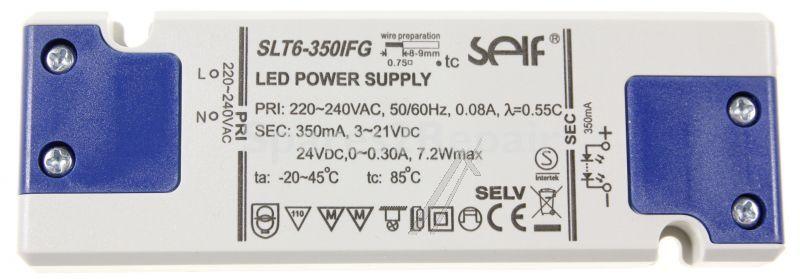 SLT6-350IFG
wire preparation
8-9mm
0.75
tc
Self®
LED POWER SUPPLY
L
N
220~240VAC
PRI
PRI: 220~240VAC, 50/60Hz, 0.08A, λ=0.55C
SEC: 350mA, 3~21VDC
24VDC,0~0.30A, 7.2Wmax
ta: -20~45°C tc: 85°C
SELV
S
Intertek
110
M M
CE
SEC
350mA
+
-